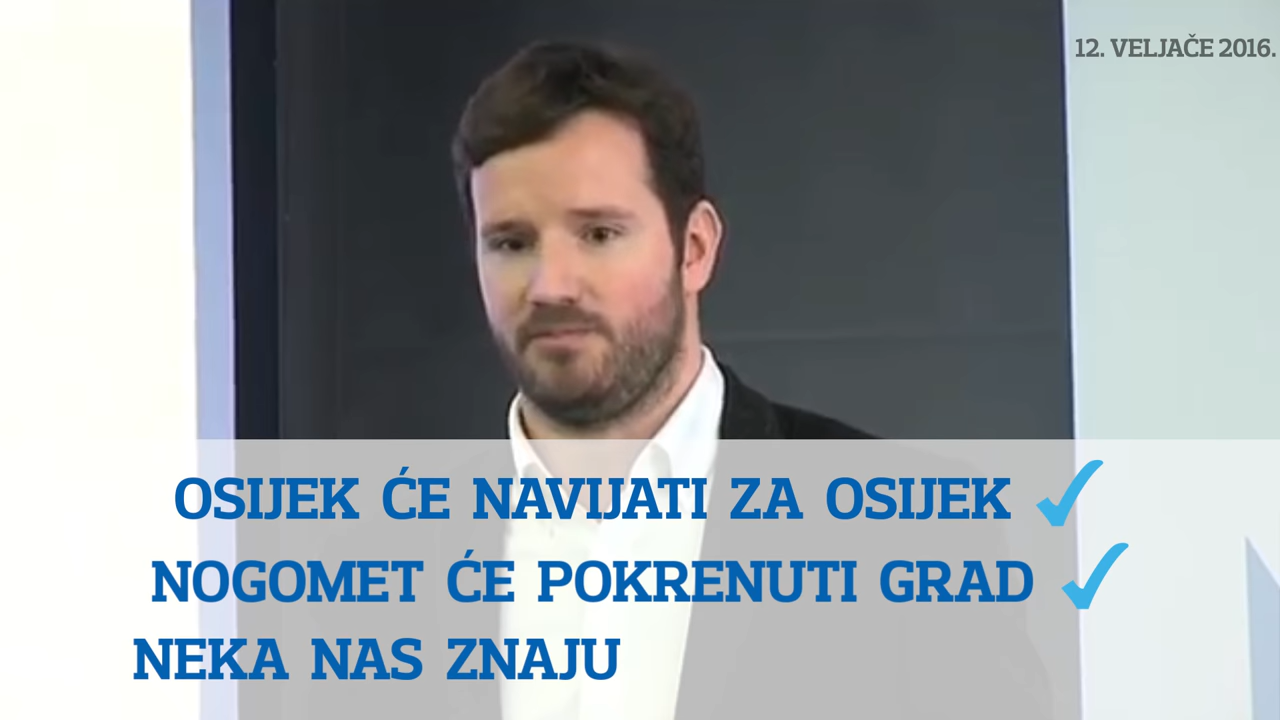 12. VELJAČE 2016.
OSIJEK ĆE NAVIJATI ZA OSIJEK
NOGOMET ĆE POKRENUTI GRAD
NEKA NAS ZNAJU